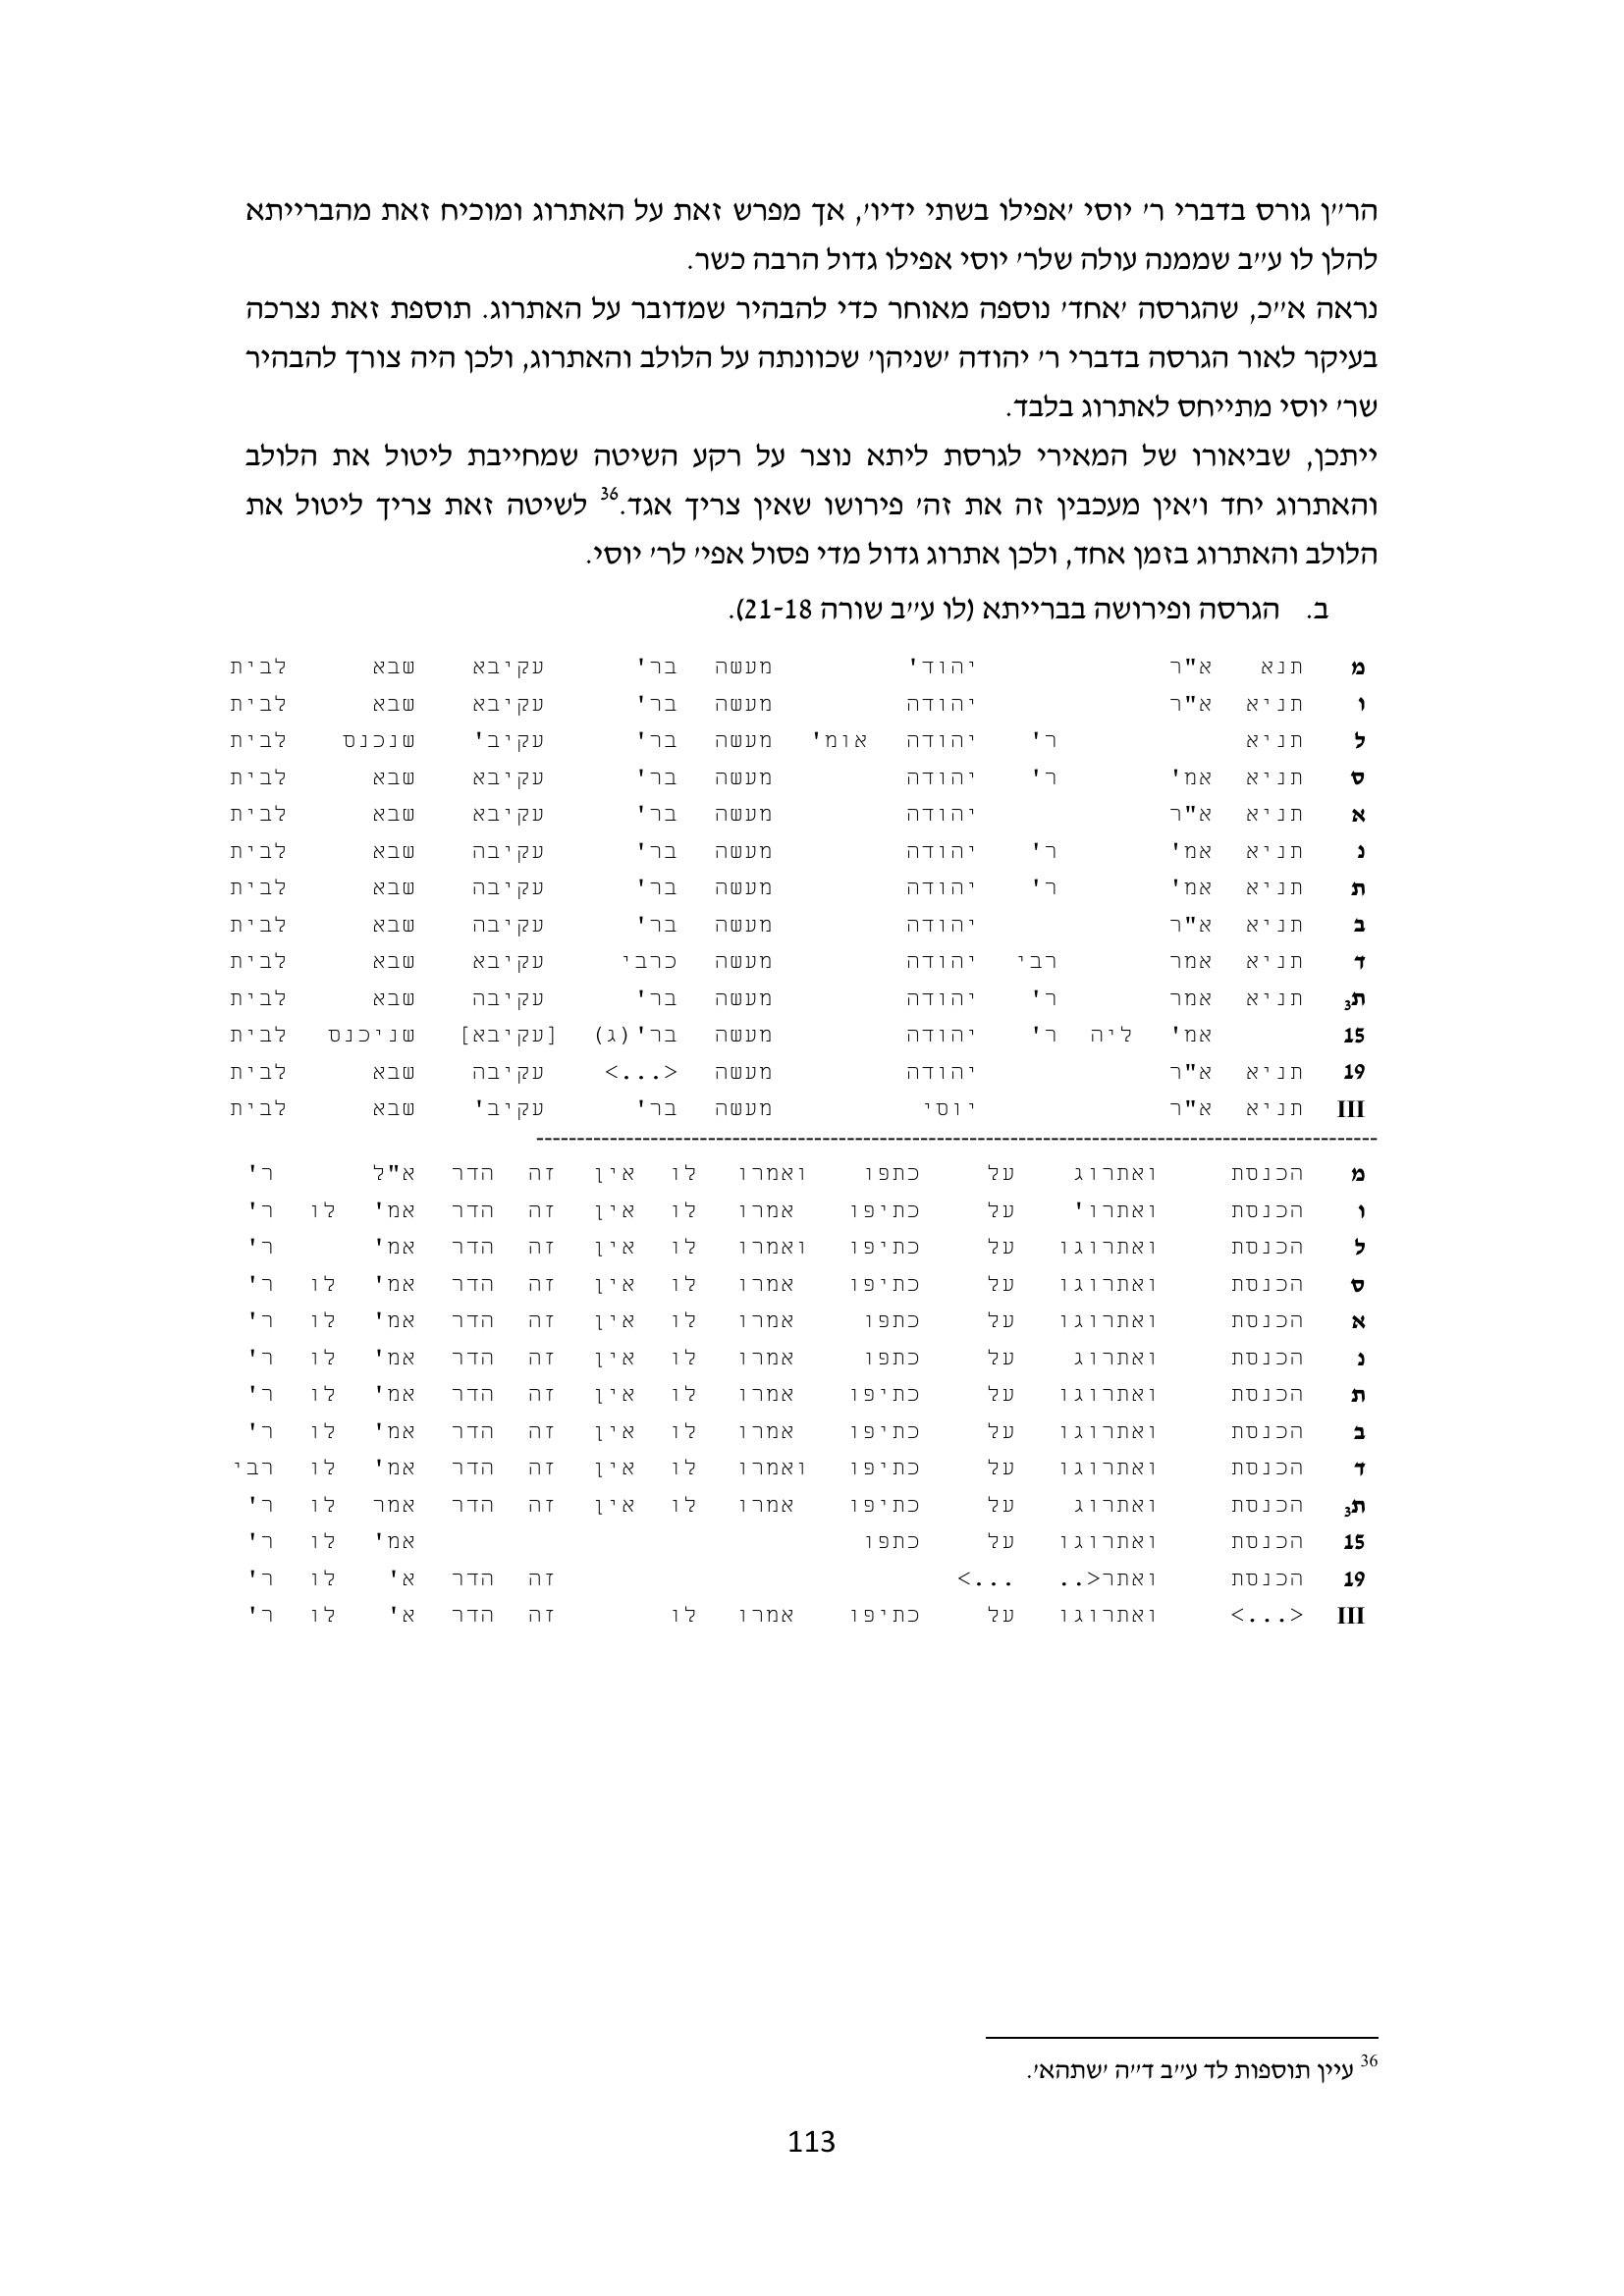 הר״ן גורס בדברי ר׳ יוסי ׳אפילו בשתי ידיו׳, אך מפרש זאת על האתרוג ומוכיח זאת מהברייתא
להלן לו ע״ב שממנה עולה שלר׳ יוסי אפילו גדול הרבה כשר.
נראה א״כ, שהגרסה ׳אחד׳ נוספה מאוחר כדי להבהיר שמדובר על האתרוג. תוספת זאת נצרכה
בעיקר לאור הגרסה בדברי ר׳ יהודה ׳שניהן׳ שכוונתה על הלולב והאתרוג, ולכן היה צורך להבהיר
שר׳ יוסי מתייחס לאתרוג בלבד.
ייתכן, שביאורו של המאירי לגרסת ליתא נוצר על רקע השיטה שמחייבת ליטול את הלולב
והאתרוג יחד ו׳אין מעכבין זה את זה׳ פירושו שאין צריך אגד.36 לשיטה זאת צריך ליטול את
הלולב והאתרוג בזמן אחד, ולכן אתרוג גדול מדי פסול אפי׳ לר׳ יוסי.
ב. הגרסה ופירושה בברייתא (לו ע״ב שורה 21-18).
מ תנא א"ר יהוד' מעשה בר' עקיבא שבא לבית
ו תניא א"ר יהודה מעשה בר' עקיבא שבא לבית
ל תניא ר' יהודה אומ' מעשה בר' עקיב' שנכנס לבית
ס תניא אמ' ר' יהודה מעשה בר' עקיבא שבא לבית
א תניא א"ר יהודה מעשה בר' עקיבא שבא לבית
נ תניא אמ' ר' יהודה מעשה בר' עקיבה שבא לבית
ת תניא אמ' ר' יהודה מעשה בר' עקיבה שבא לבית
ב תניא א"ר יהודה מעשה בר' עקיבה שבא לבית
ד תניא אמר רבי יהודה מעשה כרבי עקיבא שבא לבית
ת3 תניא אמר ר' יהודה מעשה בר' עקיבה שבא לבית
15 אמ' ליה ר' יהודה מעשה בר'(ג) [עקיבא] שניכנס לבית
19 תניא א"ר יהודה מעשה <...> עקיבה שבא לבית
III תניא א"ר יוסי מעשה בר' עקיב' שבא לבית
מ הכנסת ואתרוג על כתפו ואמרו לו אין זה הדר א"ל ר'
ו הכנסת ואתרו' על כתיפו אמרו לו אין זה הדר אמ' לו ר'
ל הכנסת ואתרוגו על כתיפו ואמרו לו אין זה הדר אמ' ר'
ס הכנסת ואתרוגו על כתיפו אמרו לו אין זה הדר אמ' לו ר'
א הכנסת ואתרוגו על כתפו אמרו לו אין זה הדר אמ' לו ר'
נ הכנסת ואתרוג על כתפו אמרו לו אין זה הדר אמ' לו ר'
ת הכנסת ואתרוגו על כתיפו אמרו לו אין זה הדר אמ' לו ר'
ב הכנסת ואתרוגו על כתיפו אמרו לו אין זה הדר אמ' לו ר'
ד הכנסת ואתרוגו על כתיפו ואמרו לו אין זה הדר אמ' לו רבי
ת3 הכנסת ואתרוג על כתיפו אמרו לו אין זה הדר אמר לו ר'
15 הכנסת ואתרוגו על כתפו אמ' לו ר'
19 הכנסת ואתר<.. ...> זה הדר א' לו ר'
III <...> ואתרוגו על כתיפו אמרו לו זה הדר א' לו ר'
36 עיין תוספות לד ע״ב ד״ה ׳שתהא׳.
113